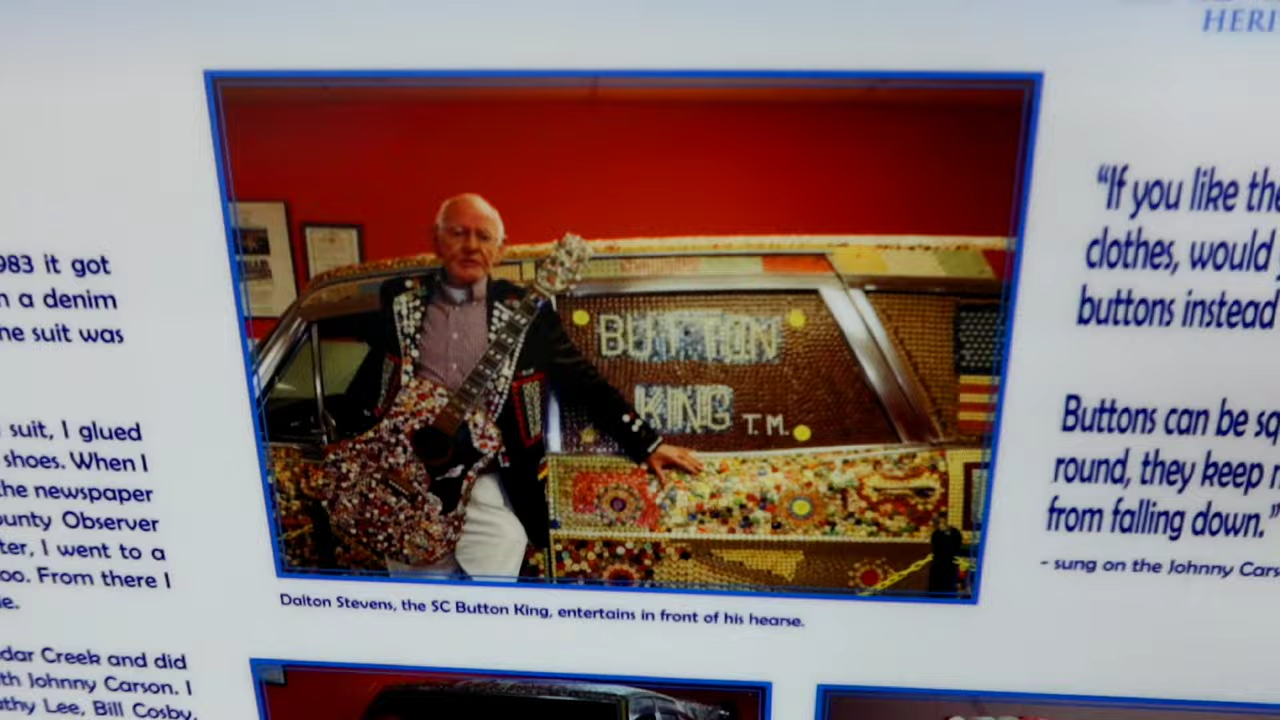 HERI
983 it got
n a denim
he suit was
suit, I glued
shoes. When I
the newspaper
ounty Observer
ter, I went to a
oo. From there I
e.
dar Creek and did
th Johnny Carson. I
athy Lee, Bill Cosby,
BUTTON
KING T.M.
Dalton Stevens, the SC Button King, entertains in front of his hearse.
"If you like the
clothes, would
buttons instead
Buttons can be sq
round, they keep
from falling down."
- sung on the Johnny Cars